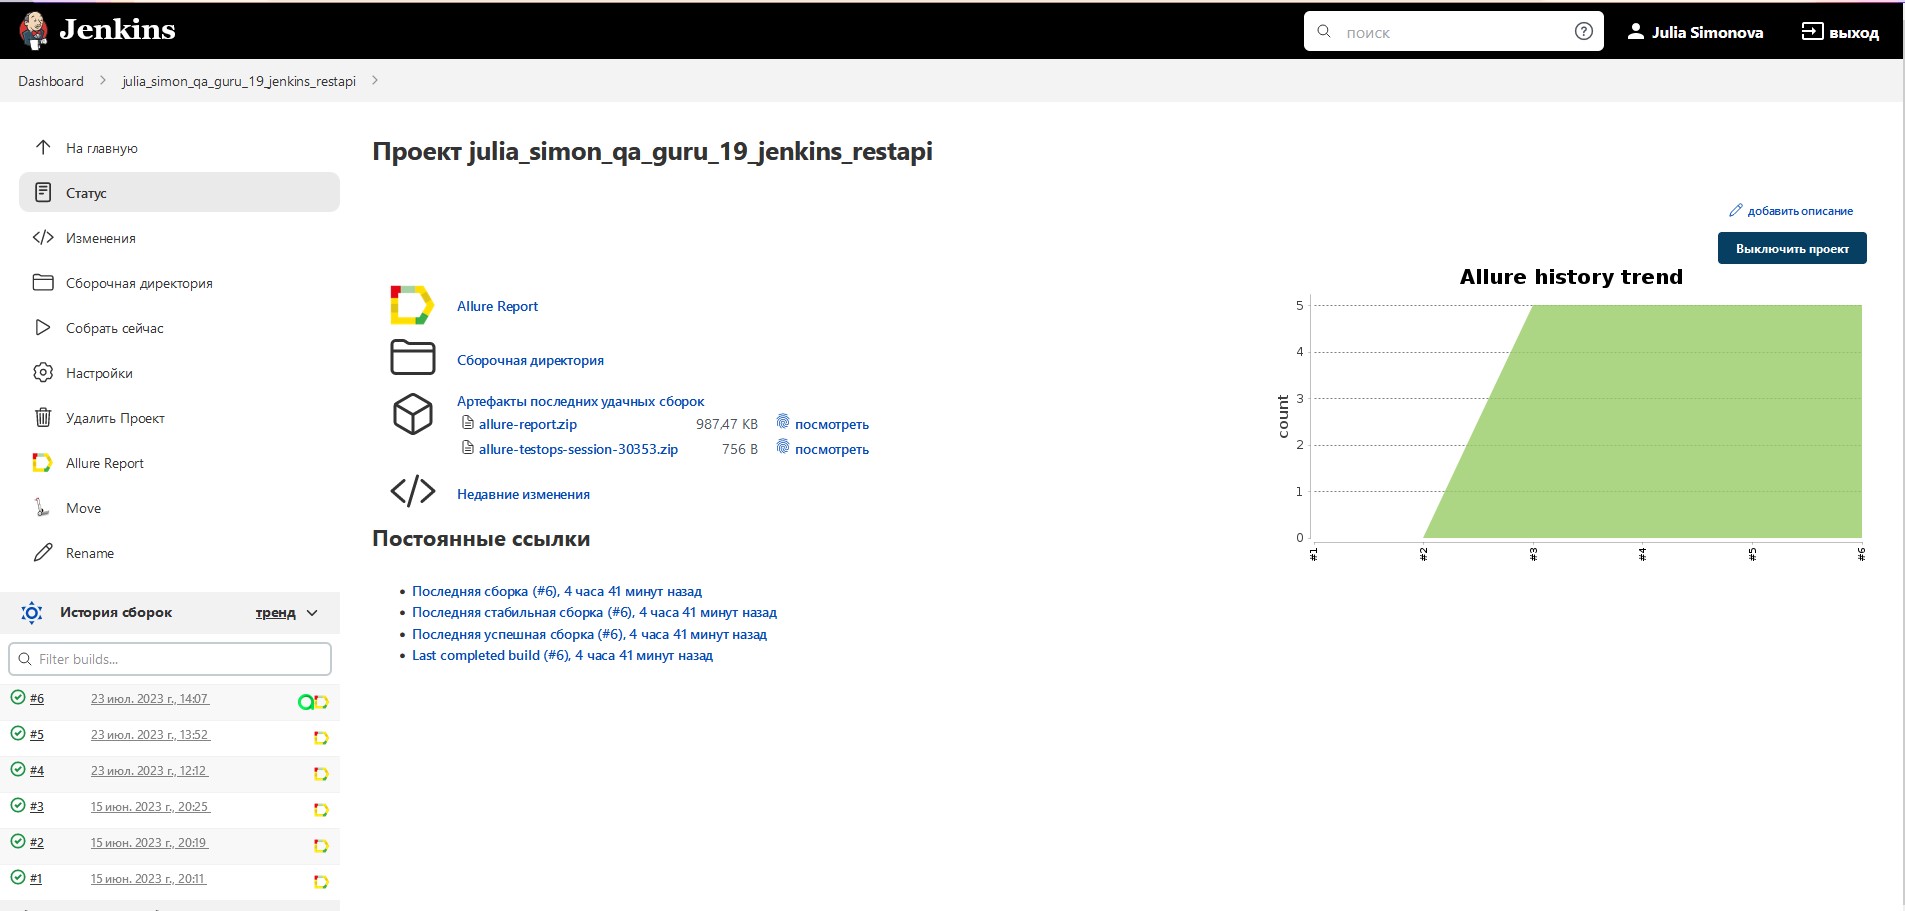 Jenkins
поиск
Julia Simonova
выход
Dashboard
julia_simon_qa_guru_19_jenkins_restapi
На главную
Статус
Изменения
Сборочная директория
Собрать сейчас
Настройки
Удалить Проект
Allure Report
Move
Rename
История сборок
тренд
Filter builds...
#6 23 июл. 2023 г., 14:07
#5 23 июл. 2023 г., 13:52
#4 23 июл. 2023 г., 12:12
#3 15 июн. 2023 г., 20:25
#2 15 июн. 2023 г., 20:19
#1 15 июн. 2023 г., 20:11
Проект julia_simon_qa_guru_19_jenkins_restapi
добавить описание
Выключить проект
Allure Report
Сборочная директория
Артефакты последних удачных сборок
allure-report.zip 987,47 KB посмотреть
allure-testops-session-30353.zip 756 B посмотреть
Недавние изменения
Постоянные ссылки
Последняя сборка (#6), 4 часа 41 минут назад
Последняя стабильная сборка (#6), 4 часа 41 минут назад
Последняя успешная сборка (#6), 4 часа 41 минут назад
Last completed build (#6), 4 часа 41 минут назад
Allure history trend
count
5
4
3
2
1
0
#1 #2 #3 #4 #5 #6